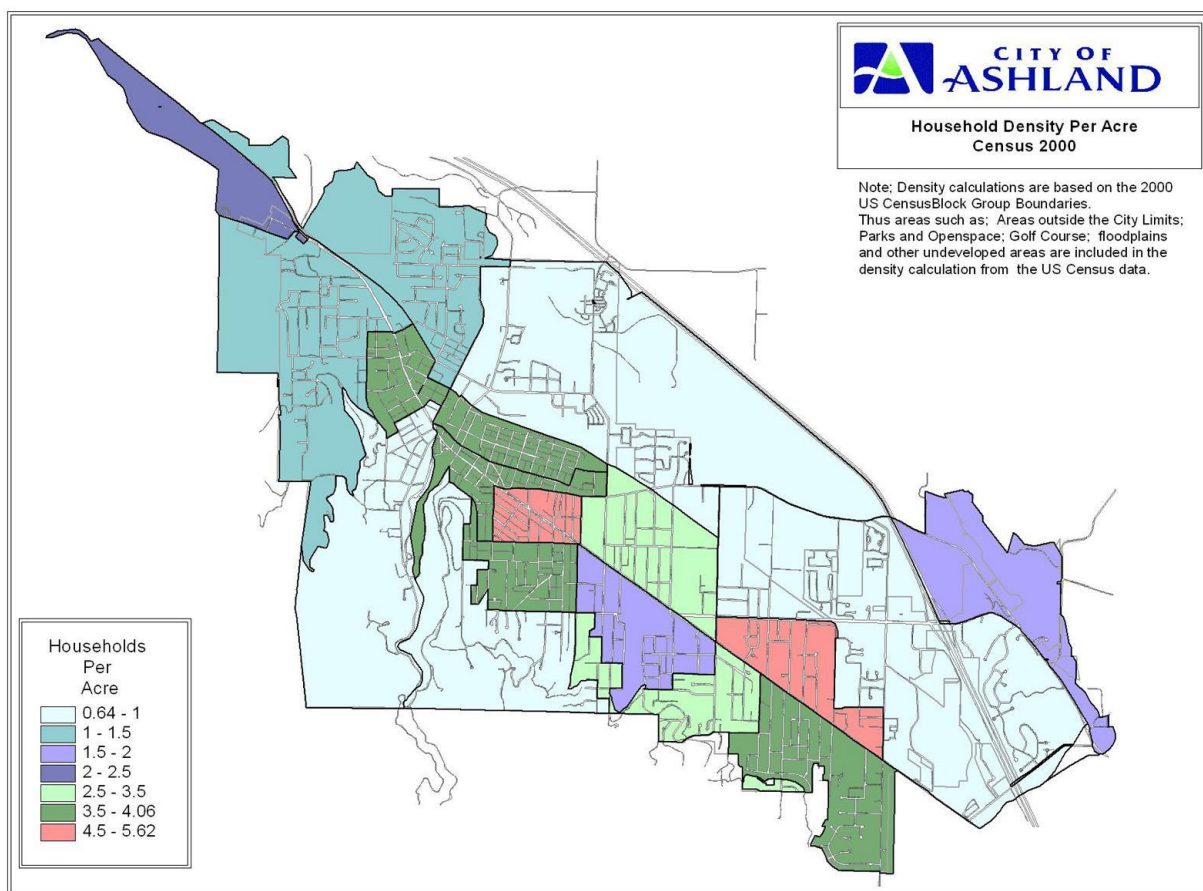 CITY OF
ASHLAND
Household Density Per Acre
Census 2000
Note; Density calculations are based on the 2000
US CensusBlock Group Boundaries.
Thus areas such as; Areas outside the City Limits;
Parks and Openspace; Golf Course; floodplains
and other undeveloped areas are included in the
density calculation from the US Census data.
Households
Per
Acre
0.64 - 1
1 - 1.5
1.5 - 2
2 - 2.5
2.5 - 3.5
3.5 - 4.06
4.5 - 5.62